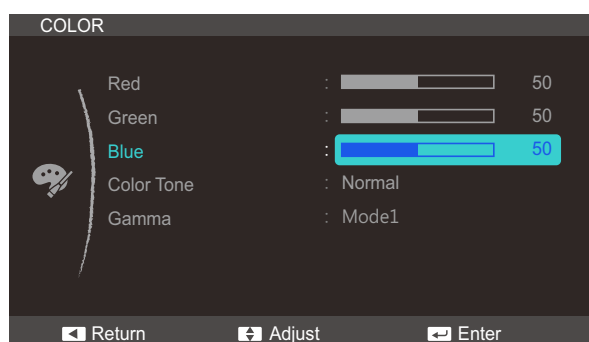 COLOR
Red : 50
Green : 50
Blue : 50
Color Tone : Normal
Gamma : Mode1
Return Adjust Enter